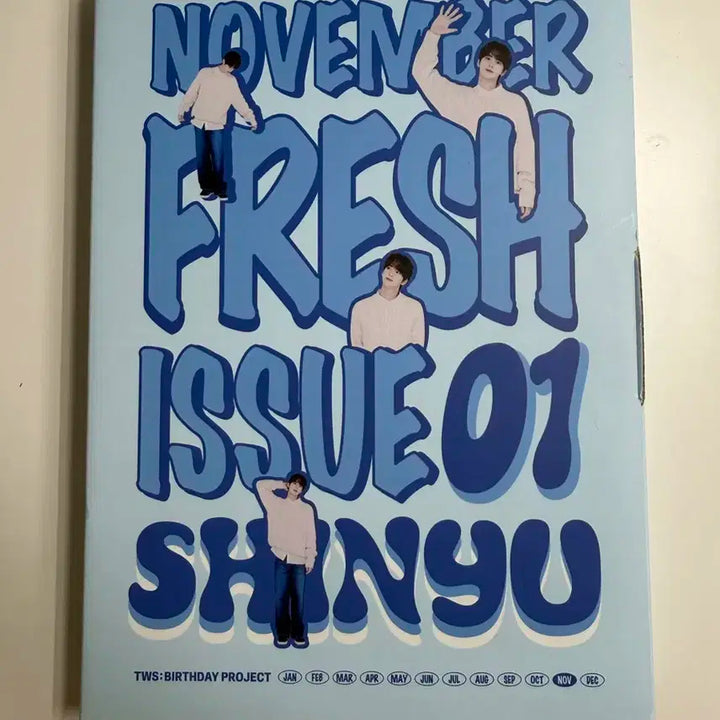 NOVEMBER
FRESH
ISSUE 01
SHINYU
TWS:BIRTHDAY PROJECT JAN FEB MAR APR MAY JUN JUL AUG SEP OCT NOV DEC